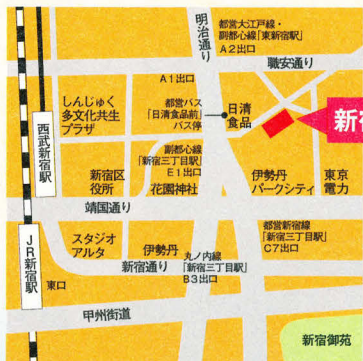 明治通り
都営大江戸線・
副都心線「東新宿駅」
A2出口
職安通り
A1出口
しんじゅく
多文化共生
プラザ
都営バス
「日清食品前」
バス停
日清
食品
新宿
西武新宿駅
副都心線
「新宿三丁目駅」
E1出口
新宿区
役所
花園神社
伊勢丹
パークシティ
東京
電力
靖国通り
スタジオ
アルタ
伊勢丹
新宿通り
丸ノ内線
「新宿三丁目駅」
B3出口
都営新宿線
「新宿三丁目駅」
C7出口
JR新宿駅
東口
甲州街道
新宿御苑